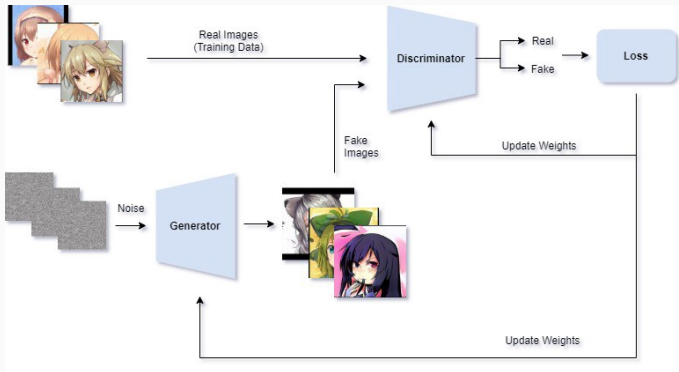 Real Images
(Training Data)
Discriminator
Real
Fake
Loss
Fake
Images
Update Weights
Noise
Generator
Update Weights